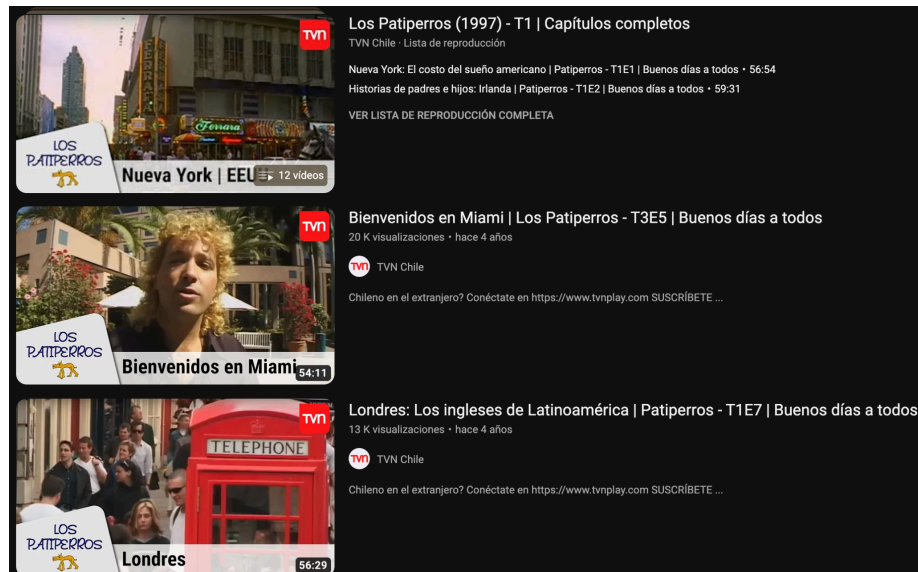 Los Patiperros (1997) - T1 | Capítulos completos
TVN Chile · Lista de reproducción
Nueva York: El costo del sueño americano | Patiperros - T1E1 | Buenos días a todos • 56:54
Historias de padres e hijos: Irlanda | Patiperros - T1E2 | Buenos días a todos • 59:31
VER LISTA DE REPRODUCCIÓN COMPLETA
TVN
FERRARA
Ferrara
LOS
PATIPERROS
Nueva York | EEU
12 vídeos
Bienvenidos en Miami | Los Patiperros - T3E5 | Buenos días a todos
20 K visualizaciones • hace 4 años
TVN
TVN Chile
Chileno en el extranjero? Conéctate en https://www.tvnplay.com SUSCRÍBETE ...
TVN
LOS
PATIPERROS
Bienvenidos en Miami
54:11
Londres: Los ingleses de Latinoamérica | Patiperros - T1E7 | Buenos días a todos
13 K visualizaciones • hace 4 años
TVN
TVN Chile
Chileno en el extranjero? Conéctate en https://www.tvnplay.com SUSCRÍBETE ...
TVN
TELEPHONE
LOS
PATIPERROS
Londres
56:29